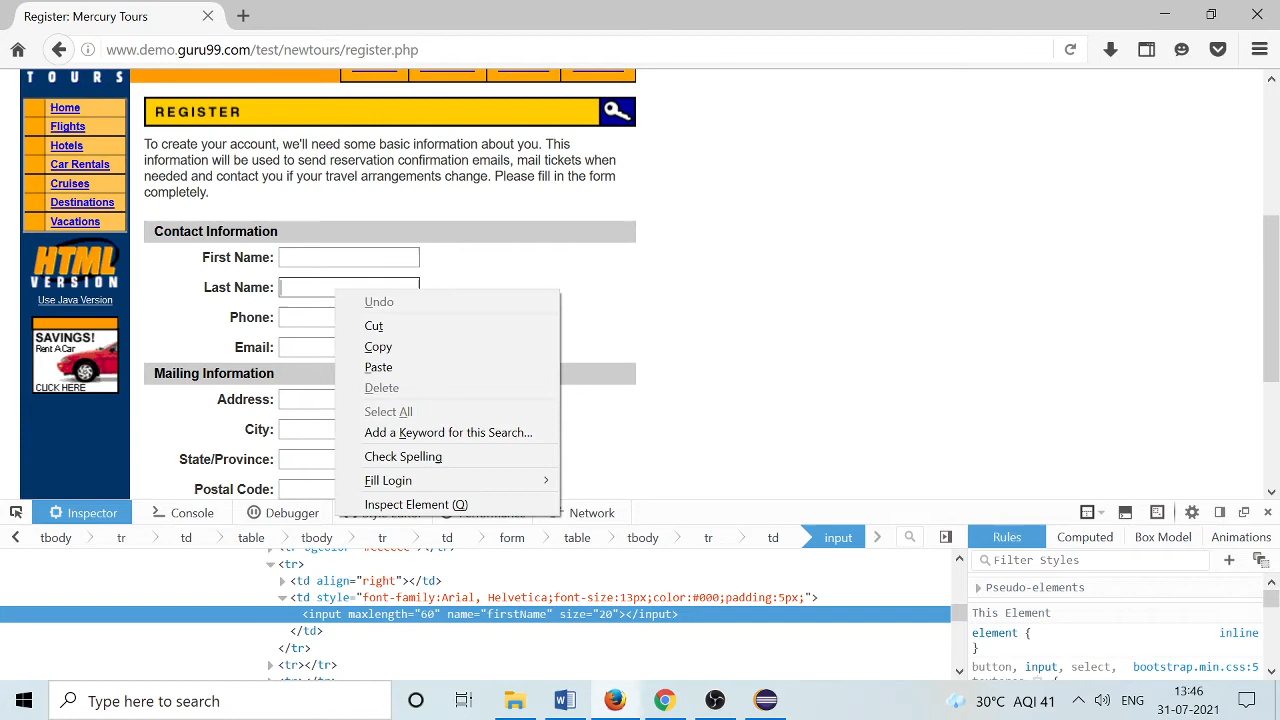 Register: Mercury Tours
www.demo.guru99.com/test/newtours/register.php
TOURS
Home
Flights
Hotels
Car Rentals
Cruises
Destinations
Vacations
HTML
VERSION
Use Java Version
SAVINGS!
Rent A Car
CLICK HERE
REGISTER
To create your account, we'll need some basic information about you. This
information will be used to send reservation confirmation emails, mail tickets when
needed and contact you if your travel arrangements change. Please fill in the form
completely.
Contact Information
First Name:
Last Name:
Phone:
Email:
Mailing Information
Address:
City:
State/Province:
Postal Code:
Undo
Cut
Copy
Paste
Delete
Select All
Add a Keyword for this Search...
Check Spelling
Fill Login
Inspect Element (Q)
Inspector Console Debugger Network
tbody tr td table tbody tr td form table tbody tr td input
Rules Computed Box Model Animations
<tr>
<td align="right"></td>
<td style="font-family:Arial, Helvetica;font-size:13px;color:#000;padding:5px;">
<input maxlength="60" name="firstName" size="20"></input>
</td>
</tr>
<tr></tr>
Filter Styles
Pseudo-elements
This Element
element { inline
}
button, input, select, bootstrap.min.css:5
Type here to search
30°C AQI 41 ENG
13:46
31-07-2021